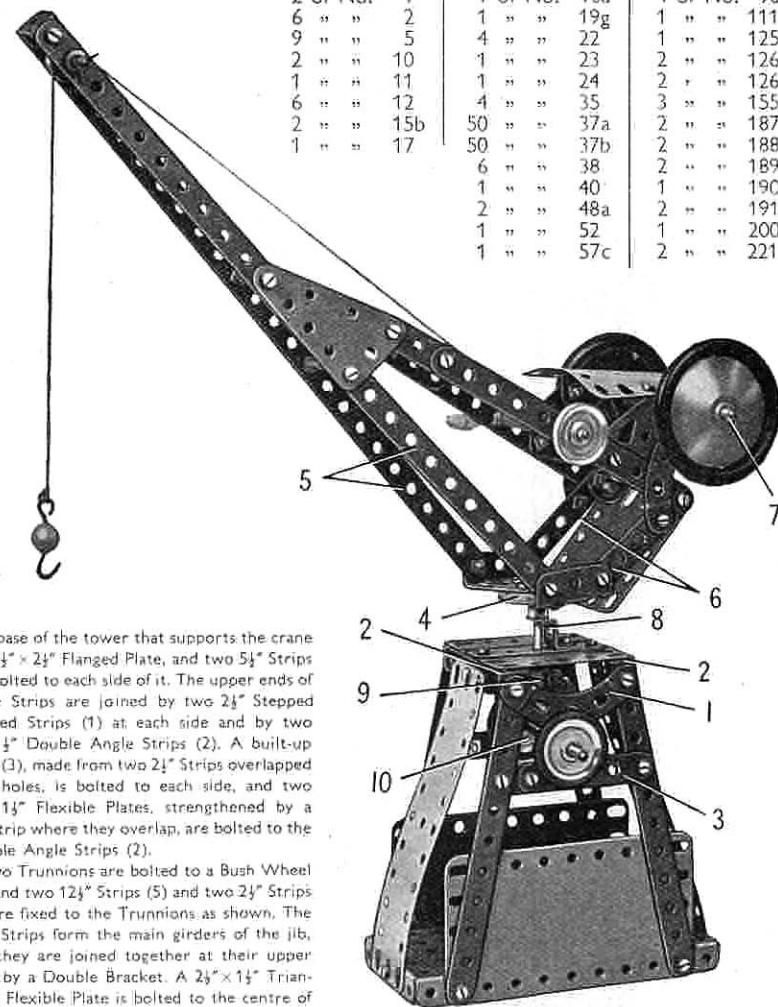 6 " " 2
9 " " 5
2 " " 10
1 " " 11
6 " " 12
2 " " 15b
1 " " 17
1 " " 19g
4 " " 22
1 " " 23
1 " " 24
4 " " 35
50 " " 37a
50 " " 37b
6 " " 38
1 " " 40
2 " " 48a
1 " " 52
1 " " 57c
1 " " 111
1 " " 125
2 " " 126
2 " " 126
3 " " 155
2 " " 187
2 " " 188
2 " " 189
1 " " 190
2 " " 191
1 " " 200
2 " " 221
5
7
6
4
8
2
2
9
1
10
3
base of the tower that supports the crane
½" × 2½" Flanged Plate, and two 5½" Strips
olted to each side of it. The upper ends of
Strips are joined by two 2½" Stepped
ed Strips (1) at each side and by two
½" Double Angle Strips (2). A built-up
(3), made from two 2½" Strips overlapped
holes, is bolted to each side, and two
1½" Flexible Plates, strengthened by a
trip where they overlap, are bolted to the
ble Angle Strips (2).
wo Trunnions are bolted to a Bush Wheel
nd two 12½" Strips (5) and two 2½" Strips
re fixed to the Trunnions as shown. The
Strips form the main girders of the jib,
they are joined together at their upper
by a Double Bracket. A 2½" × 1½" Trian-
Flexible Plate is bolted to the centre of